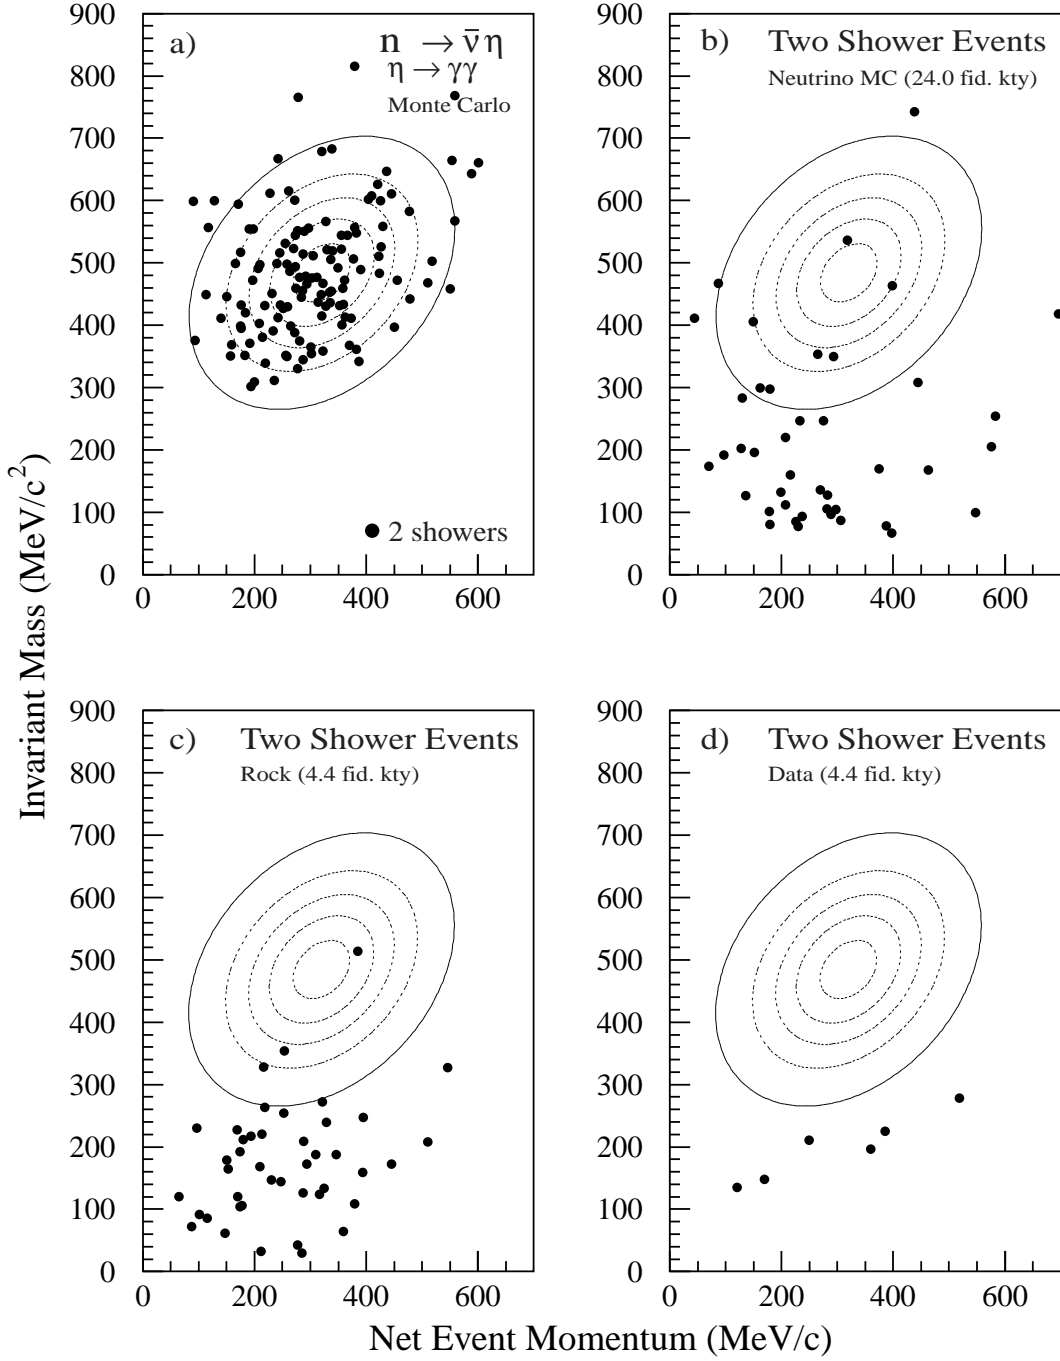 a)
n → ν̄ η
η → γγ
Monte Carlo
2 showers
900
800
700
600
500
400
300
200
100
0
0 200 400 600
b) Two Shower Events
Neutrino MC (24.0 fid. kty)
900
800
700
600
500
400
300
200
100
0
0 200 400 600
c) Two Shower Events
Rock (4.4 fid. kty)
900
800
700
600
500
400
300
200
100
0
0 200 400 600
d) Two Shower Events
Data (4.4 fid. kty)
900
800
700
600
500
400
300
200
100
0
0 200 400 600
Invariant Mass (MeV/c²)
Net Event Momentum (MeV/c)